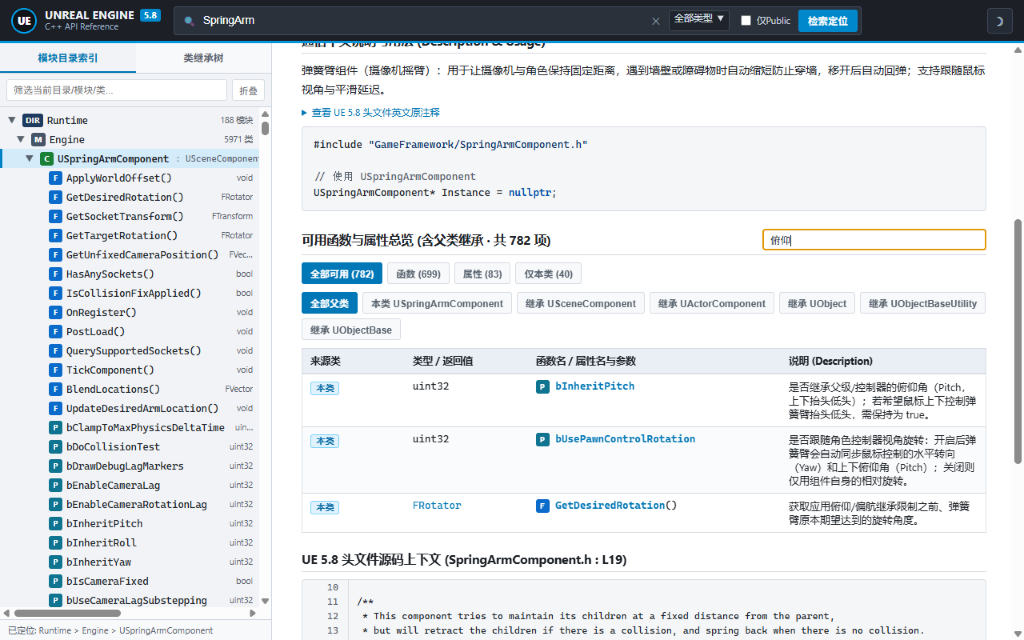 UE UNREAL ENGINE 5.8
C++ API Reference
SpringArm
× 全部类型 ▼ 仅Public 检索定位
模块目录索引 类继承树
筛选当前目录/模块/类... 折叠
▼ DIR Runtime 188 模块
▼ M Engine 5971 类
▼ C USpringArmComponent : USceneComponent
F ApplyWorldOffset() void
F GetDesiredRotation() FRotator
F GetSocketTransform() FTransform
F GetTargetRotation() FRotator
F GetUnfixedCameraPosition() FVec...
F HasAnySockets() bool
F IsCollisionFixApplied() bool
F OnRegister() void
F PostLoad() void
F QuerySupportedSockets() void
F TickComponent() void
F BlendLocations() FVector
F UpdateDesiredArmLocation() void
P bClampToMaxPhysicsDeltaTime uin...
P bDoCollisionTest uint32
P bDrawDebugLagMarkers uint32
P bEnableCameraLag uint32
P bEnableCameraRotationLag uint32
P bInheritPitch uint32
P bInheritRoll uint32
P bInheritYaw uint32
P bIsCameraFixed bool
P bUseCameraLagSubstepping uint32
已定位: Runtime > Engine > USpringArmComponent
(Description & Usage)
弹簧臂组件（摄像机摇臂）：用于让摄像机与角色保持固定距离，遇到墙壁或障碍物时自动缩短防止穿墙，移开后自动回弹；支持跟随鼠标
视角与平滑延迟。
▶ 查看 UE 5.8 头文件英文原注释
#include "GameFramework/SpringArmComponent.h"
// 使用 USpringArmComponent
USpringArmComponent* Instance = nullptr;
可用函数与属性总览 (含父类继承 · 共 782 项) 俯仰
全部可用 (782) 函数 (699) 属性 (83) 仅本类 (40)
全部父类 本类 USpringArmComponent 继承 USceneComponent 继承 UActorComponent 继承 UObject 继承 UObjectBaseUtility
继承 UObjectBase
来源类 类型 / 返回值 函数名 / 属性名与参数 说明 (Description)
本类 uint32 P bInheritPitch 是否继承父级/控制器的俯仰角（Pitch，
上下抬头低头）；若希望鼠标上下控制弹
簧臂抬头低头，需保持为 true。
本类 uint32 P bUsePawnControlRotation 是否跟随角色控制器视角旋转：开启后弹
簧臂会自动同步鼠标控制的水平转向
（Yaw）和上下俯仰角（Pitch）；关闭则
仅用组件自身的相对旋转。
本类 FRotator F GetDesiredRotation() 获取应用俯仰/偏航继承限制之前、弹簧
臂原本期望达到的旋转角度。
UE 5.8 头文件源码上下文 (SpringArmComponent.h : L19)
10
11 /**
12 * This component tries to maintain its children at a fixed distance from the parent,
13 * but will retract the children if there is a collision, and spring back when there is no collision.